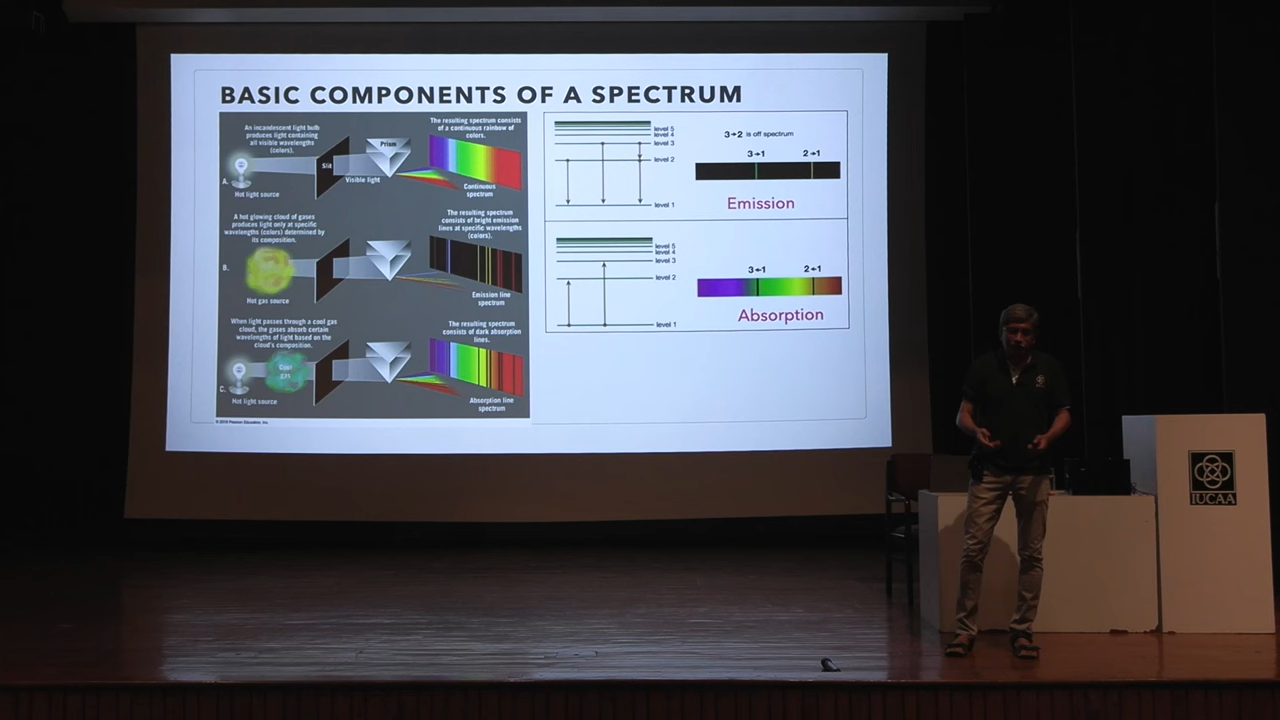 BASIC COMPONENTS OF A SPECTRUM
An incandescent light bulb
produces light containing
all visible wavelengths
(colors).
A.
Hot light source
Slit
Visible light
Prism
The resulting spectrum consists
of a continuous rainbow of
colors.
Continuous
spectrum
A hot glowing cloud of gases
produces light only at specific
wavelengths (colors) determined by
its composition.
B.
Hot gas source
The resulting spectrum
consists of bright emission
lines at specific wavelengths
(colors).
Emission line
spectrum
When light passes through a cool gas
cloud, the gases absorb certain
wavelengths of light based on the
cloud's composition.
C.
Cool
gas
Hot light source
The resulting spectrum
consists of dark absorption
lines.
Absorption line
spectrum
level 5
level 4
level 3
level 2
level 1
3→2 is off spectrum
3→1 2→1
Emission
level 5
level 4
level 3
level 2
level 1
Absorption
IUCAA